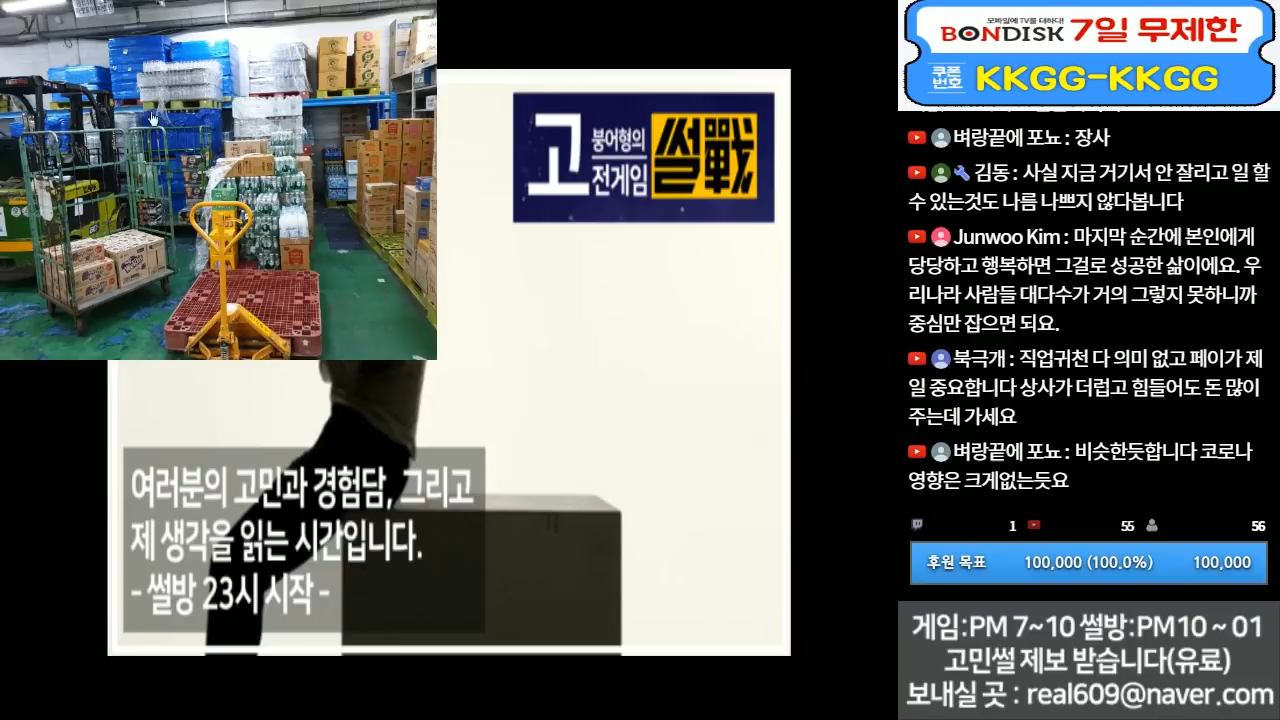 고
붕어형의
전게임
썰戰
여러분의 고민과 경험담, 그리고
제 생각을 읽는 시간입니다.
- 썰방 23시 시작 -
모바일에 TV를 더하다!
BONDISK 7일 무제한
쿠폰
번호
KKGG-KKGG
벼랑끝에 포뇨 : 장사
김동 : 사실 지금 거기서 안 잘리고 일 할
수 있는것도 나름 나쁘지 않다봅니다
Junwoo Kim : 마지막 순간에 본인에게
당당하고 행복하면 그걸로 성공한 삶이에요. 우
리나라 사람들 대다수가 거의 그렇지 못하니까
중심만 잡으면 되요.
북극개 : 직업귀천 다 의미 없고 페이가 제
일 중요합니다 상사가 더럽고 힘들어도 돈 많이
주는데 가세요
벼랑끝에 포뇨 : 비슷한듯합니다 코로나
영향은 크게없는듯요
1 55 56
후원 목표 100,000 (100.0%) 100,000
게임:PM 7~10 썰방:PM10 ~ 01
고민썰 제보 받습니다(유료)
보내실 곳 : real609@naver.com